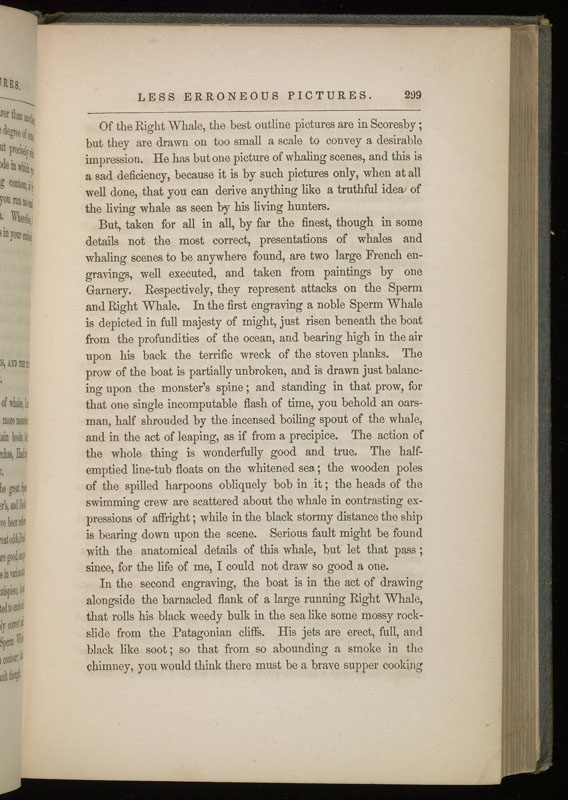 LESS ERRONEOUS PICTURES. 299
Of the Right Whale, the best outline pictures are in Scoresby;
but they are drawn on too small a scale to convey a desirable
impression. He has but one picture of whaling scenes, and this is
a sad deficiency, because it is by such pictures only, when at all
well done, that you can derive anything like a truthful idea of
the living whale as seen by his living hunters.
But, taken for all in all, by far the finest, though in some
details not the most correct, presentations of whales and
whaling scenes to be anywhere found, are two large French en-
gravings, well executed, and taken from paintings by one
Garnery. Respectively, they represent attacks on the Sperm
and Right Whale. In the first engraving a noble Sperm Whale
is depicted in full majesty of might, just risen beneath the boat
from the profundities of the ocean, and bearing high in the air
upon his back the terrific wreck of the stoven planks. The
prow of the boat is partially unbroken, and is drawn just balanc-
ing upon the monster's spine; and standing in that prow, for
that one single incomputable flash of time, you behold an oars-
man, half shrouded by the incensed boiling spout of the whale,
and in the act of leaping, as if from a precipice. The action of
the whole thing is wonderfully good and true. The half-
emptied line-tub floats on the whitened sea; the wooden poles
of the spilled harpoons obliquely bob in it; the heads of the
swimming crew are scattered about the whale in contrasting ex-
pressions of affright; while in the black stormy distance the ship
is bearing down upon the scene. Serious fault might be found
with the anatomical details of this whale, but let that pass;
since, for the life of me, I could not draw so good a one.
In the second engraving, the boat is in the act of drawing
alongside the barnacled flank of a large running Right Whale,
that rolls his black weedy bulk in the sea like some mossy rock-
slide from the Patagonian cliffs. His jets are erect, full, and
black like soot; so that from so abounding a smoke in the
chimney, you would think there must be a brave supper cooking